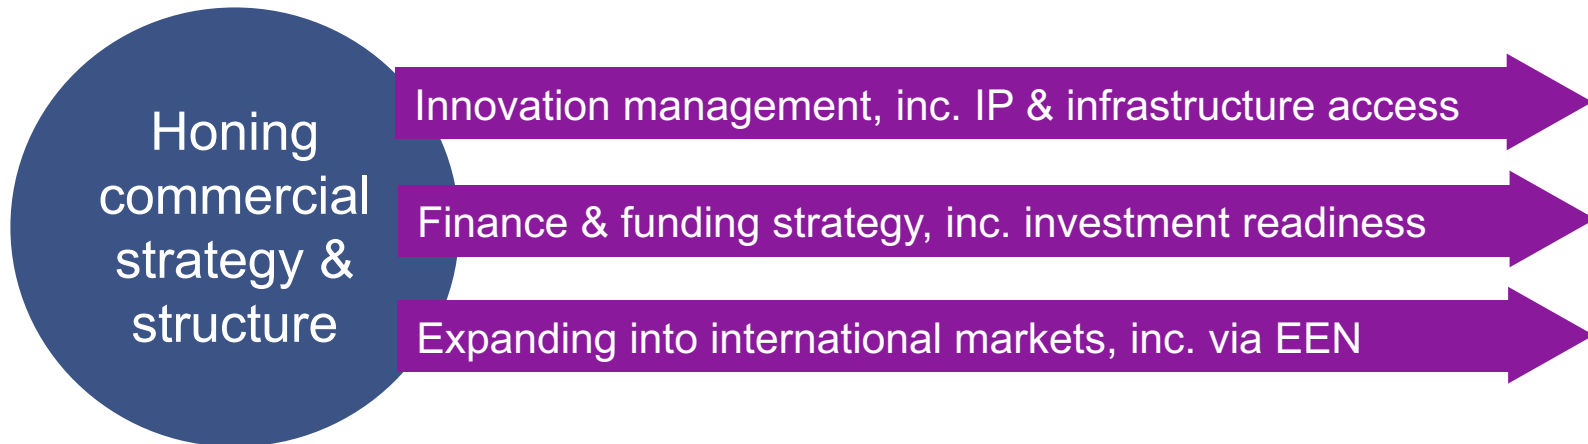 Honing
commercial
strategy &
structure
Innovation management, inc. IP & infrastructure access
Finance & funding strategy, inc. investment readiness
Expanding into international markets, inc. via EEN